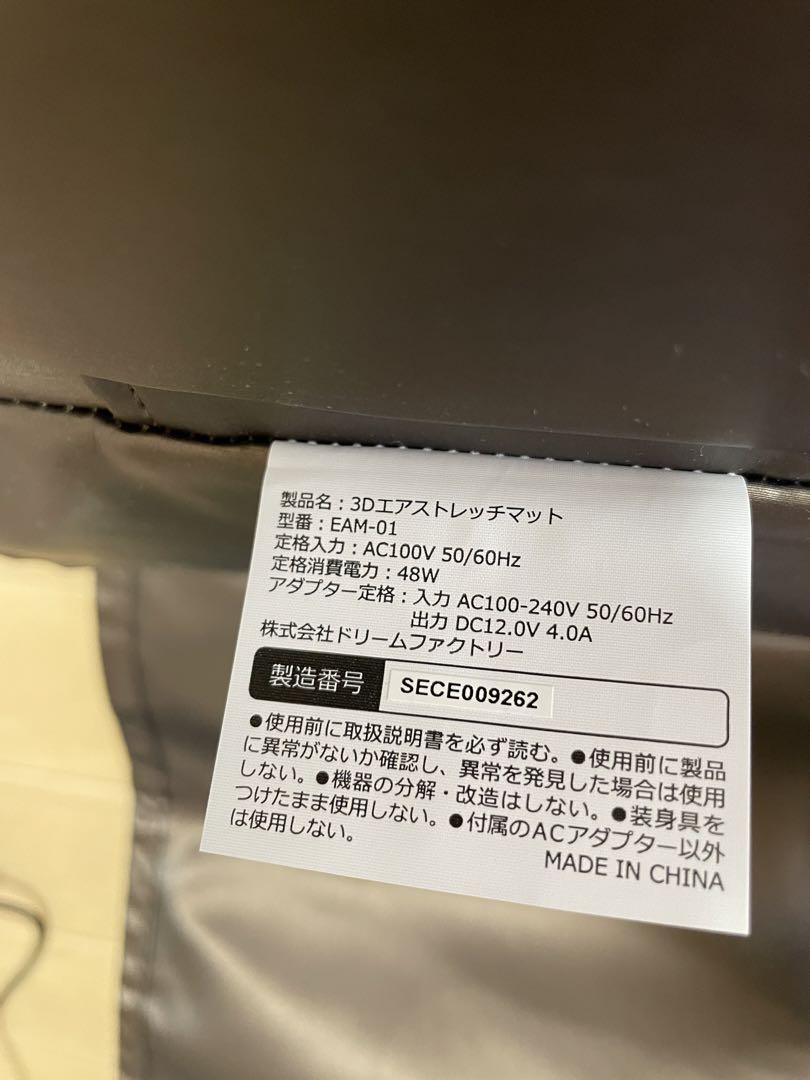 製品名：3Dエアストレッチマット
型番：EAM-01
定格入力：AC100V 50/60Hz
定格消費電力：48W
アダプター定格：入力 AC100-240V 50/60Hz
出力 DC12.0V 4.0A
株式会社ドリームファクトリー
製造番号 SECE009262
●使用前に取扱説明書を必ず読む。●使用前に製品
に異常がないか確認し、異常を発見した場合は使用
しない。●機器の分解・改造はしない。●装身具を
つけたまま使用しない。●付属のACアダプター以外
は使用しない。
MADE IN CHINA